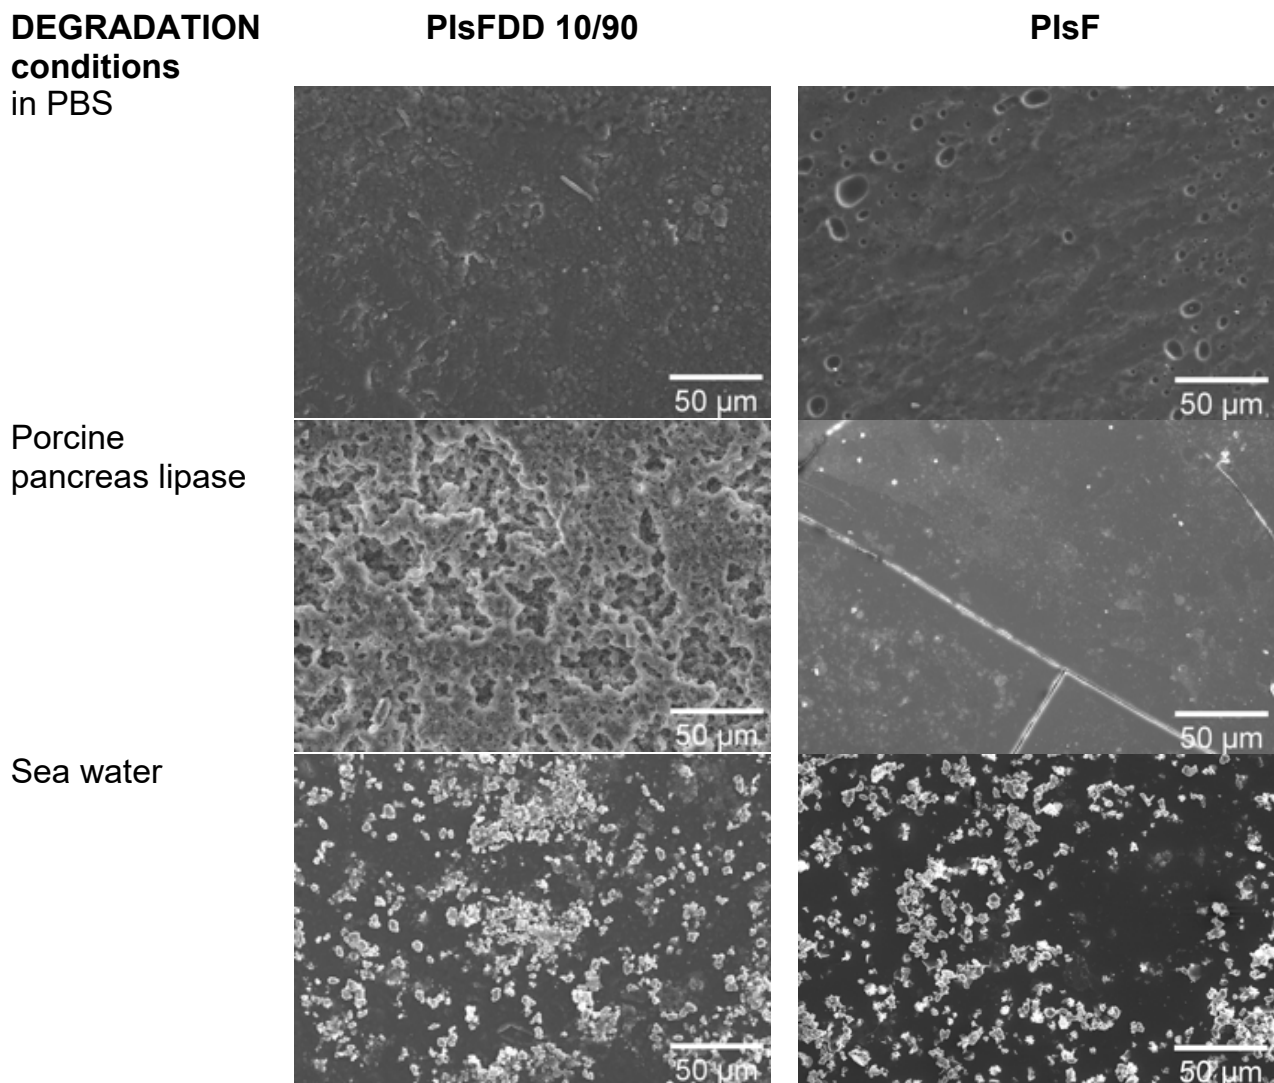 DEGRADATION conditions
PIsFDD 10/90
PIsF
in PBS
50 µm
50 µm
Porcine
pancreas lipase
50 µm
50 µm
Sea water
50 µm
50 µm